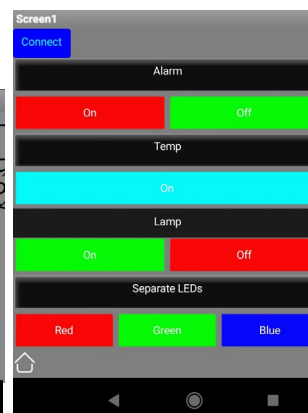 Screen1
Connect
Alarm
On Off
Temp
On
Lamp
On Off
Separate LEDs
Red Green Blue